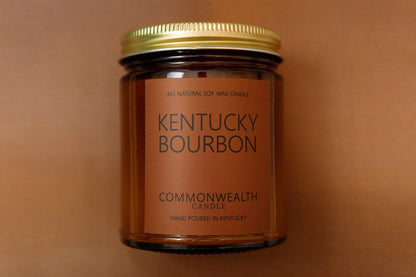 ALL NATURAL SOY WAX CANDLE
KENTUCKY
BOURBON
COMMONWEALTH
CANDLE
HAND POURED IN KENTUCKY